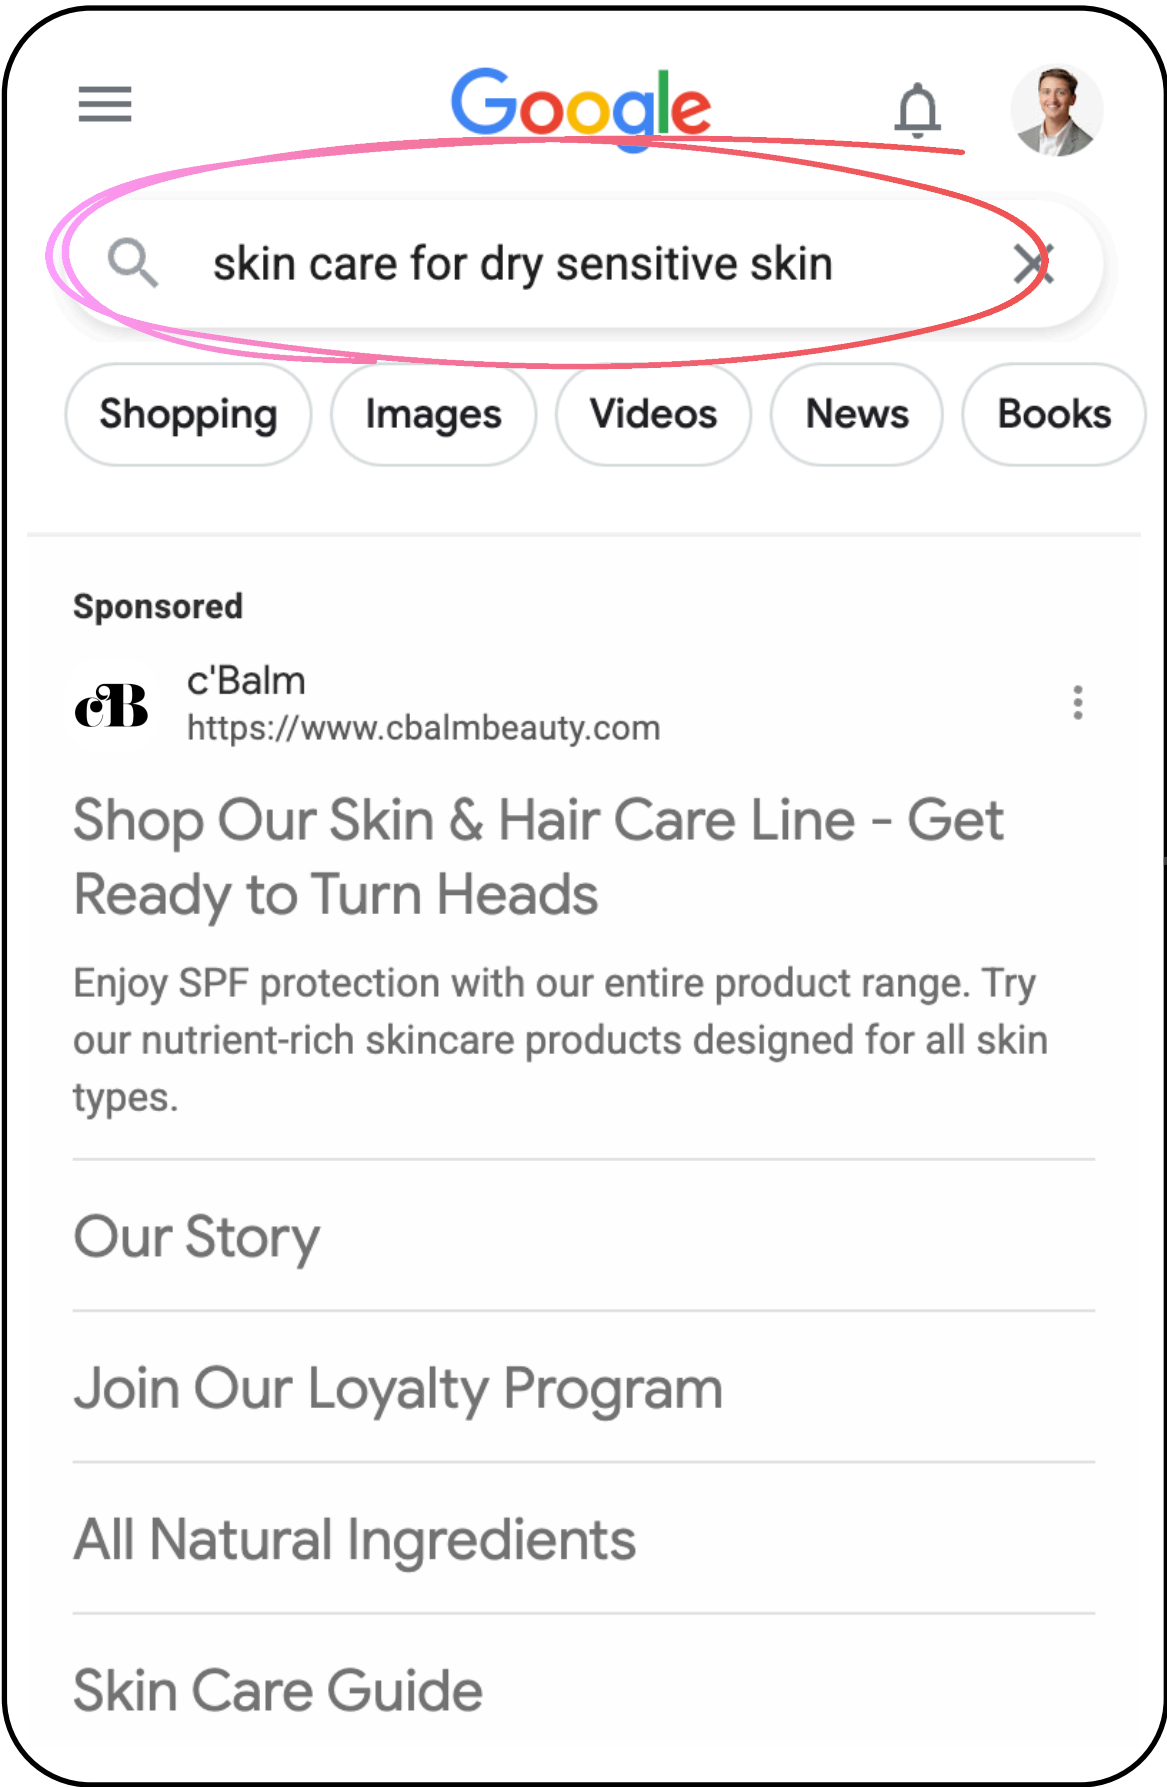 Google
skin care for dry sensitive skin
Shopping Images Videos News Books
Sponsored
cB
c'Balm
https://www.cbalmbeauty.com
Shop Our Skin & Hair Care Line - Get
Ready to Turn Heads
Enjoy SPF protection with our entire product range. Try
our nutrient-rich skincare products designed for all skin
types.
Our Story
Join Our Loyalty Program
All Natural Ingredients
Skin Care Guide